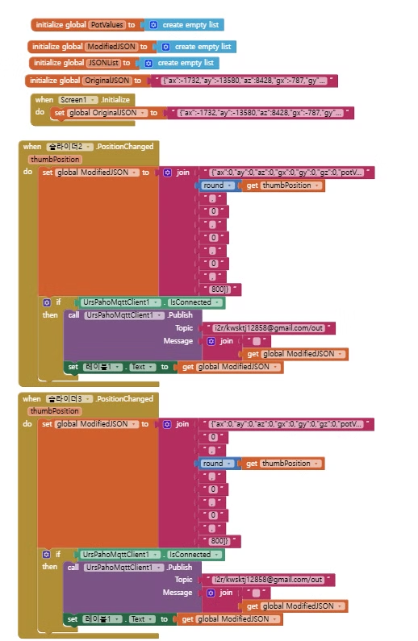 initialize global PotValues to create empty list
initialize global ModifiedJSON to create empty list
initialize global JSONList to create empty list
initialize global OriginalJSON to " {"ax":-1732,"ay":-13580,"az":8428,"gx":-787,"gy"... "
when Screen1 .Initialize
do set global OriginalJSON to " {"ax":-1732,"ay":-13580,"az":8428,"gx":-787,"gy"... "
when 슬라이더2 .PositionChanged
thumbPosition
do set global ModifiedJSON to join " {"ax":0,"ay":0,"az":0,"gx":0,"gy":0,"gz":0,"potV... "
round get thumbPosition
" , "
" 0 "
" , "
" 0 "
" , "
" 0 "
" , "
" 800]} "
if UrsPahoMqttClient1 . IsConnected
then call UrsPahoMqttClient1 .Publish
Topic " i2r/kwsktj12858@gmail.com/out "
Message join " "
get global ModifiedJSON
set 레이블1 . Text to get global ModifiedJSON
when 슬라이더3 .PositionChanged
thumbPosition
do set global ModifiedJSON to join " {"ax":0,"ay":0,"az":0,"gx":0,"gy":0,"gz":0,"potV... "
" 0 "
" , "
round get thumbPosition
" , "
" 0 "
" , "
" 0 "
" , "
" 800]} "
if UrsPahoMqttClient1 . IsConnected
then call UrsPahoMqttClient1 .Publish
Topic " i2r/kwsktj12858@gmail.com/out "
Message join " "
get global ModifiedJSON
set 레이블1 . Text to get global ModifiedJSON